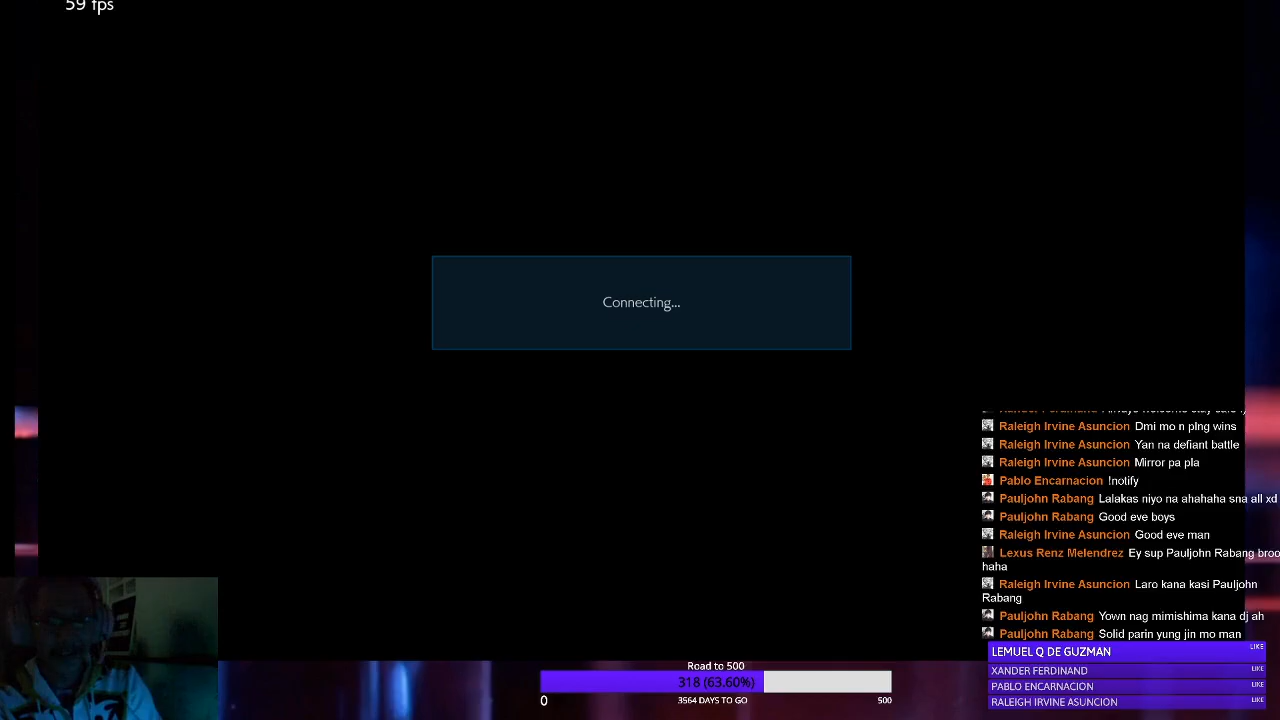 59 fps
Connecting...
Raleigh Irvine Asuncion Dmi mo n plng wins
Raleigh Irvine Asuncion Yan na defiant battle
Raleigh Irvine Asuncion Mirror pa pla
Pablo Encarnacion !notify
Pauljohn Rabang Lalakas niyo na ahahaha sna all xd
Pauljohn Rabang Good eve boys
Raleigh Irvine Asuncion Good eve man
Lexus Renz Melendrez Ey sup Pauljohn Rabang broo
haha
Raleigh Irvine Asuncion Laro kana kasi Pauljohn
Rabang
Pauljohn Rabang Yown nag mimishima kana dj ah
Pauljohn Rabang Solid parin yung jin mo man
LEMUEL Q DE GUZMAN LIKE
XANDER FERDINAND LIKE
PABLO ENCARNACION LIKE
RALEIGH IRVINE ASUNCION LIKE
Road to 500
318 (63.60%)
0 3564 DAYS TO GO 500